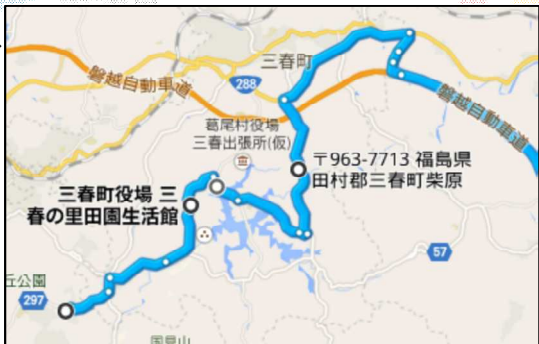 三春町
磐越自動車道
288
磐越自動車道
葛尾村役場
三春出張所(仮)
〒963-7713 福島県
田村郡三春町柴原
三春町役場 三
春の里田園生活館
57
丘公園
297
国見山